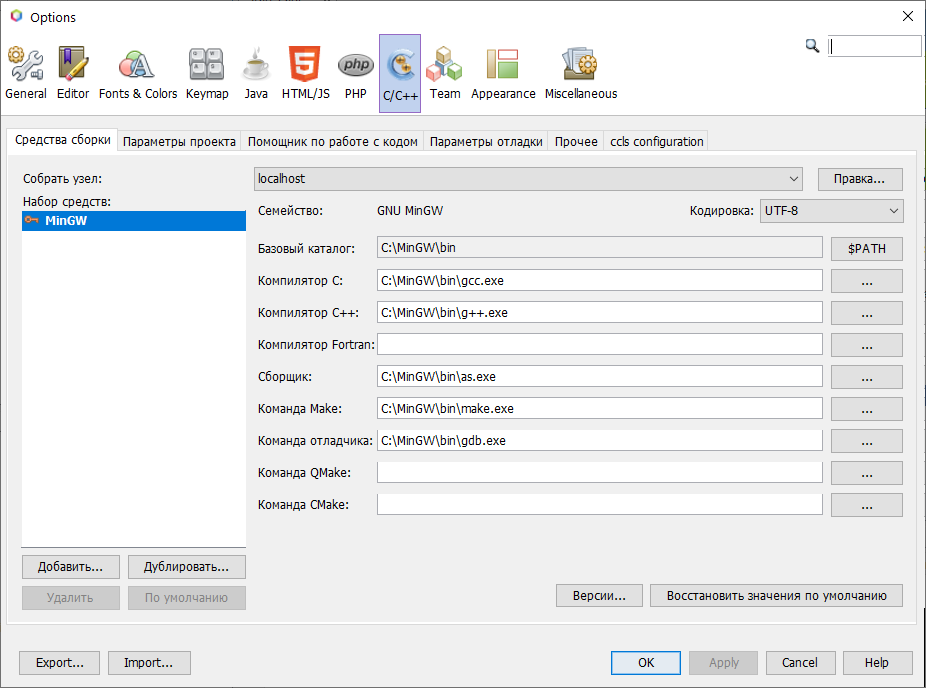 Options
General Editor Fonts & Colors Keymap Java HTML/JS PHP C/C++ Team Appearance Miscellaneous
Средства сборки Параметры проекта Помощник по работе с кодом Параметры отладки Прочее ccls configuration
Собрать узел: localhost Правка...
Набор средств:
MinGW
Семейство: GNU MinGW Кодировка: UTF-8
Базовый каталог: C:\MinGW\bin $PATH
Компилятор C: C:\MinGW\bin\gcc.exe ...
Компилятор C++: C:\MinGW\bin\g++.exe ...
Компилятор Fortran: ...
Сборщик: C:\MinGW\bin\as.exe ...
Команда Make: C:\MinGW\bin\make.exe ...
Команда отладчика: C:\MinGW\bin\gdb.exe ...
Команда QMake: ...
Команда CMake: ...
Добавить... Дублировать...
Удалить По умолчанию
Версии... Восстановить значения по умолчанию
Export... Import... OK Apply Cancel Help